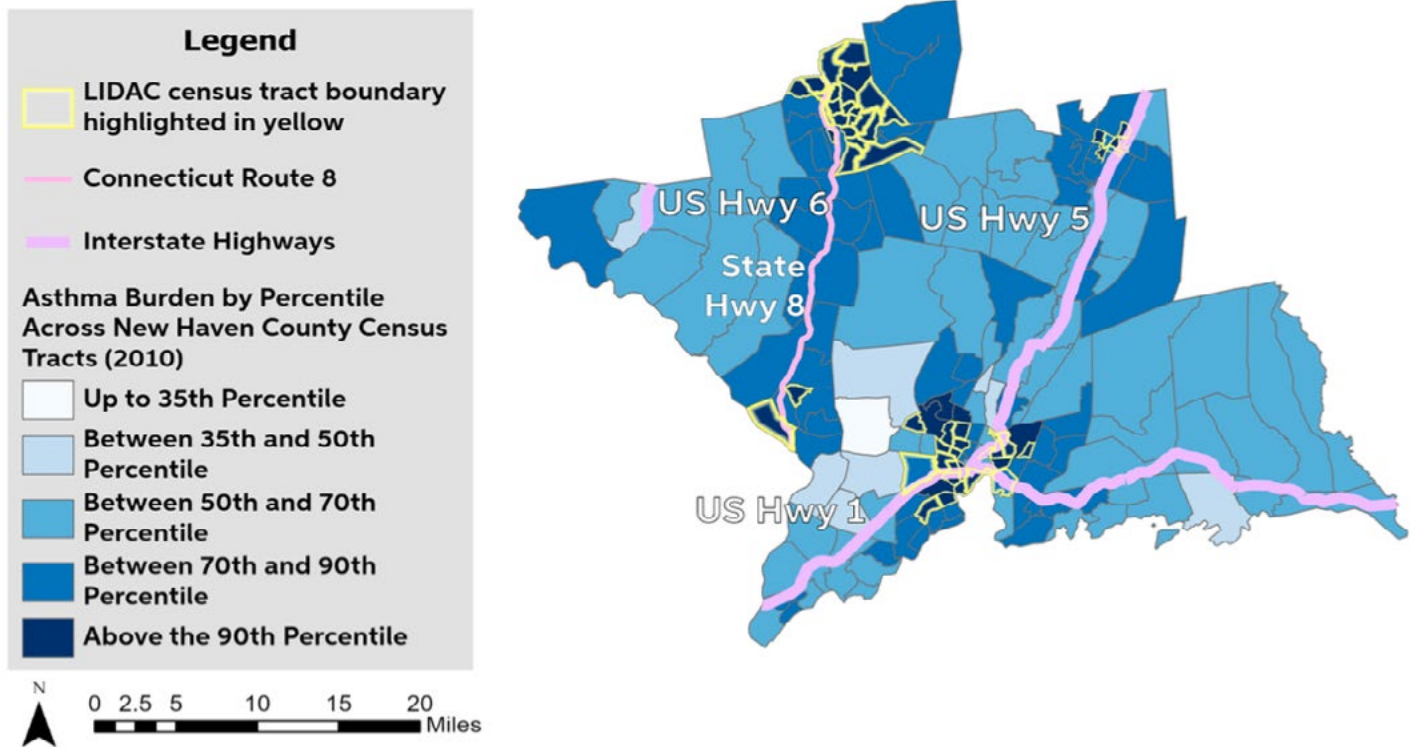 Legend
LIDAC census tract boundary
highlighted in yellow
Connecticut Route 8
Interstate Highways
Asthma Burden by Percentile
Across New Haven County Census
Tracts (2010)
Up to 35th Percentile
Between 35th and 50th
Percentile
Between 50th and 70th
Percentile
Between 70th and 90th
Percentile
Above the 90th Percentile
N
0 2.5 5 10 15 20
Miles
US Hwy 6
US Hwy 5
State
Hwy 8
US Hwy 1